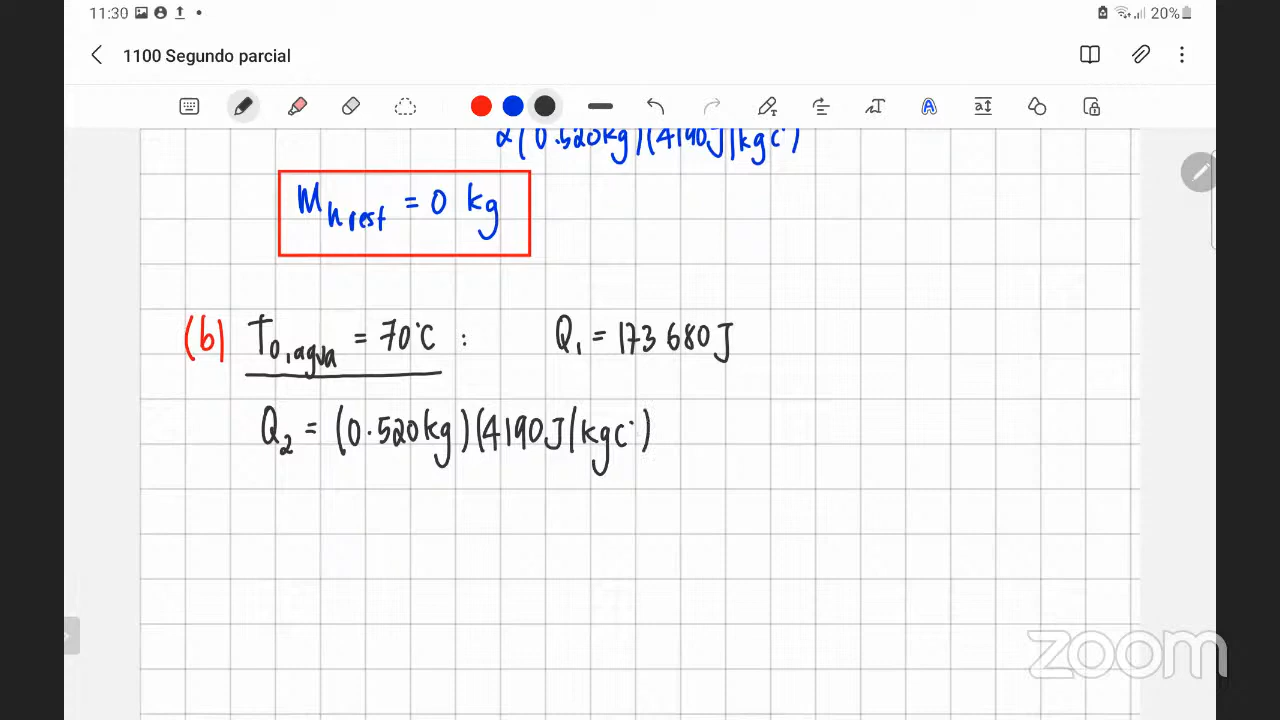 11:30 20%
1100 Segundo parcial
α(0.520kg)(4190J/kgC°)
M_h rest = 0 kg
(b) T_0,agua = 70°C : Q_1 = 173 680J
Q_2 = (0.520kg)(4190J/kgC°)
zoom